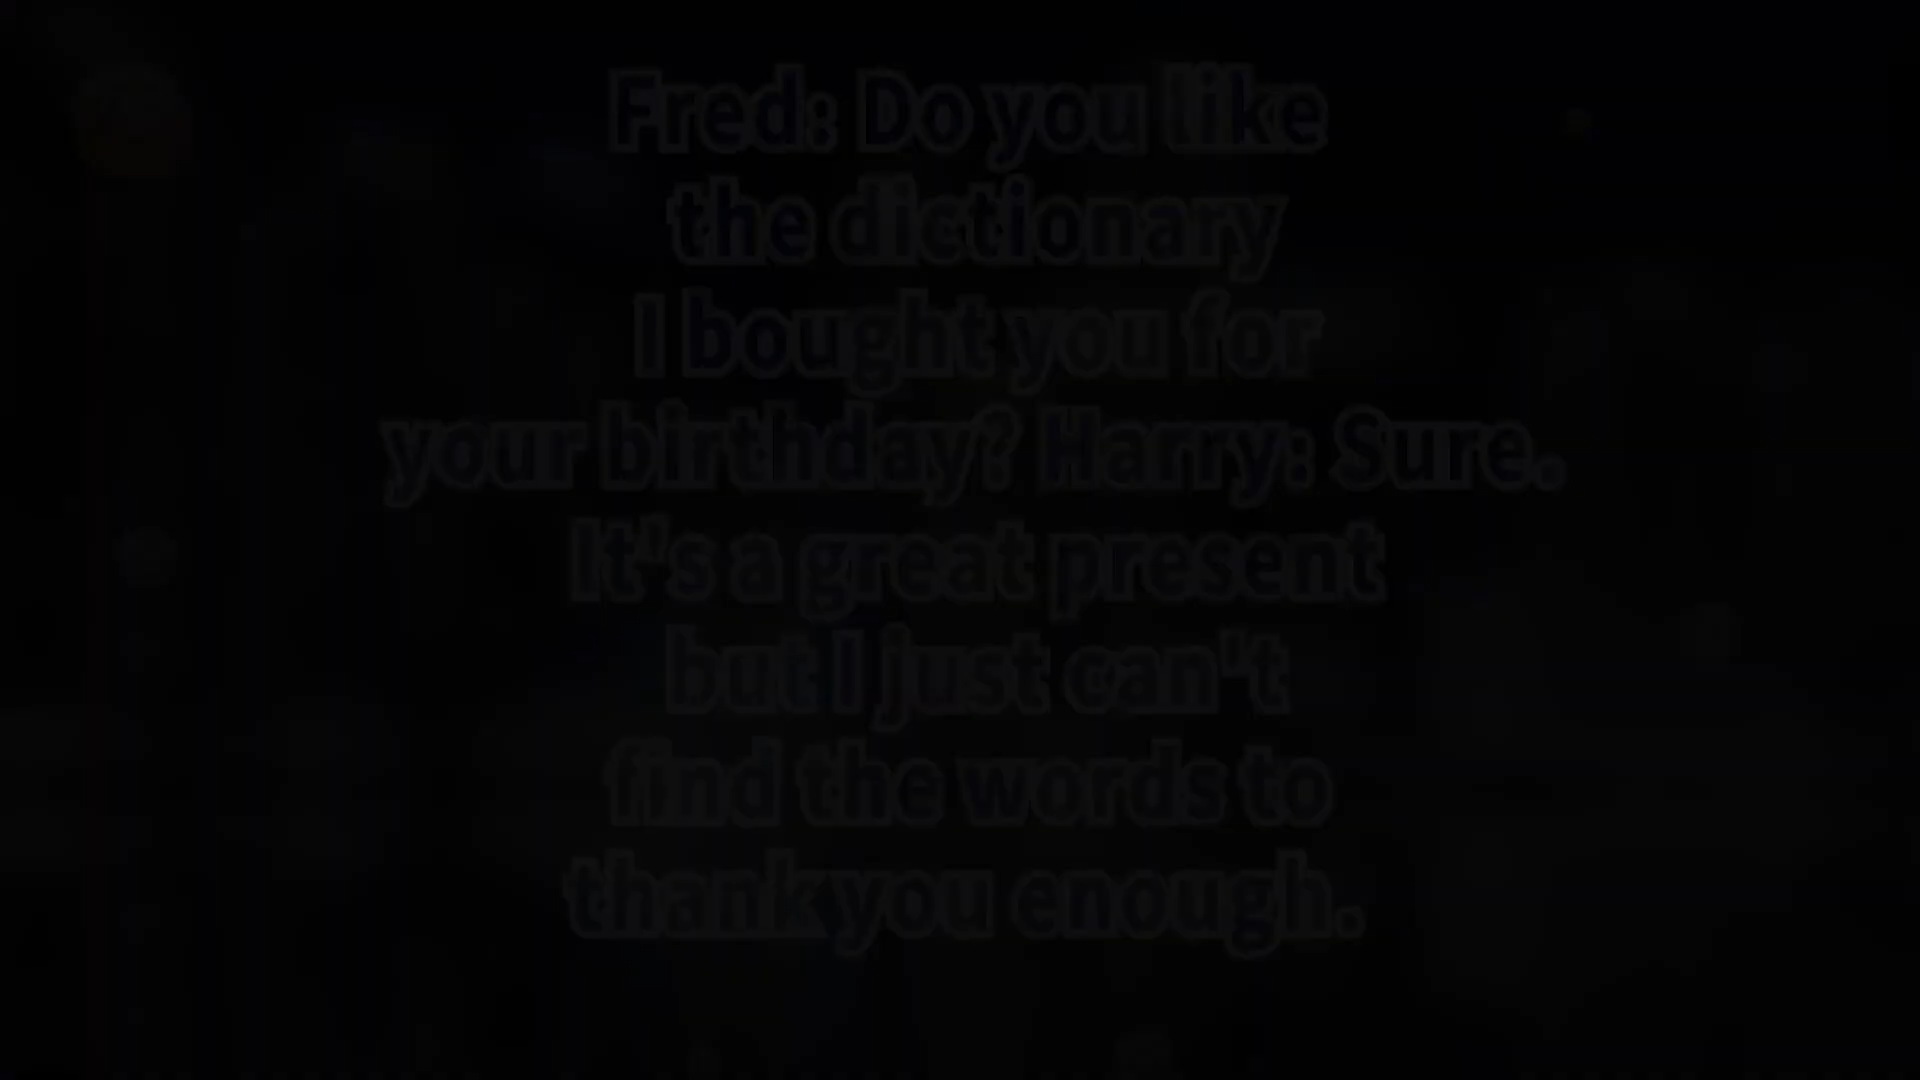 Fred: Do you like
the dictionary
I bought you for
your birthday? Harry: Sure.
It's a great present
but I just can't
find the words to
thank you enough.